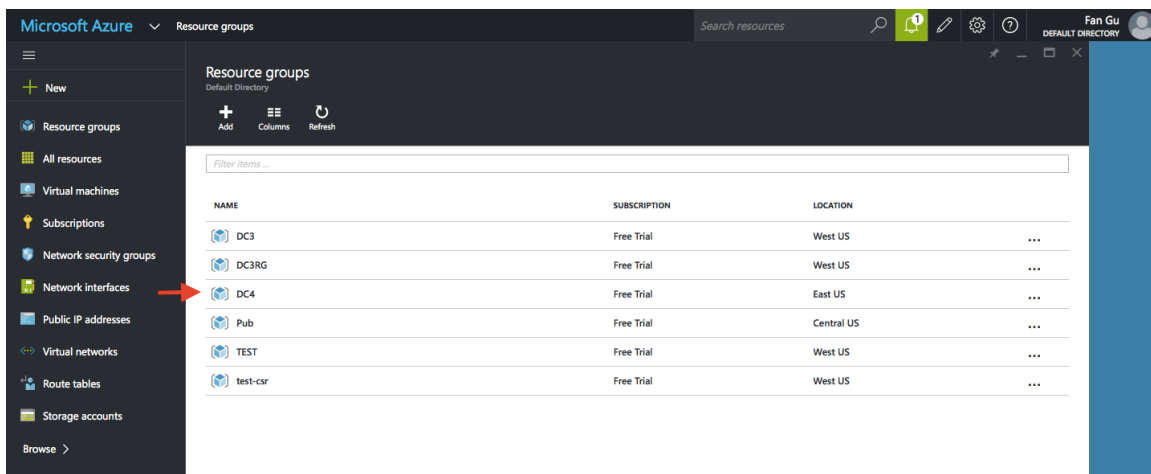 Microsoft Azure Resource groups Search resources 1 ? Fan Gu
DEFAULT DIRECTORY
New
Resource groups
All resources
Virtual machines
Subscriptions
Network security groups
Network interfaces
Public IP addresses
Virtual networks
Route tables
Storage accounts
Browse >
Resource groups
Default Directory
Add Columns Refresh
Filter items ...
NAME SUBSCRIPTION LOCATION
DC3 Free Trial West US ...
DC3RG Free Trial West US ...
DC4 Free Trial East US ...
Pub Free Trial Central US ...
TEST Free Trial West US ...
test-csr Free Trial West US ...